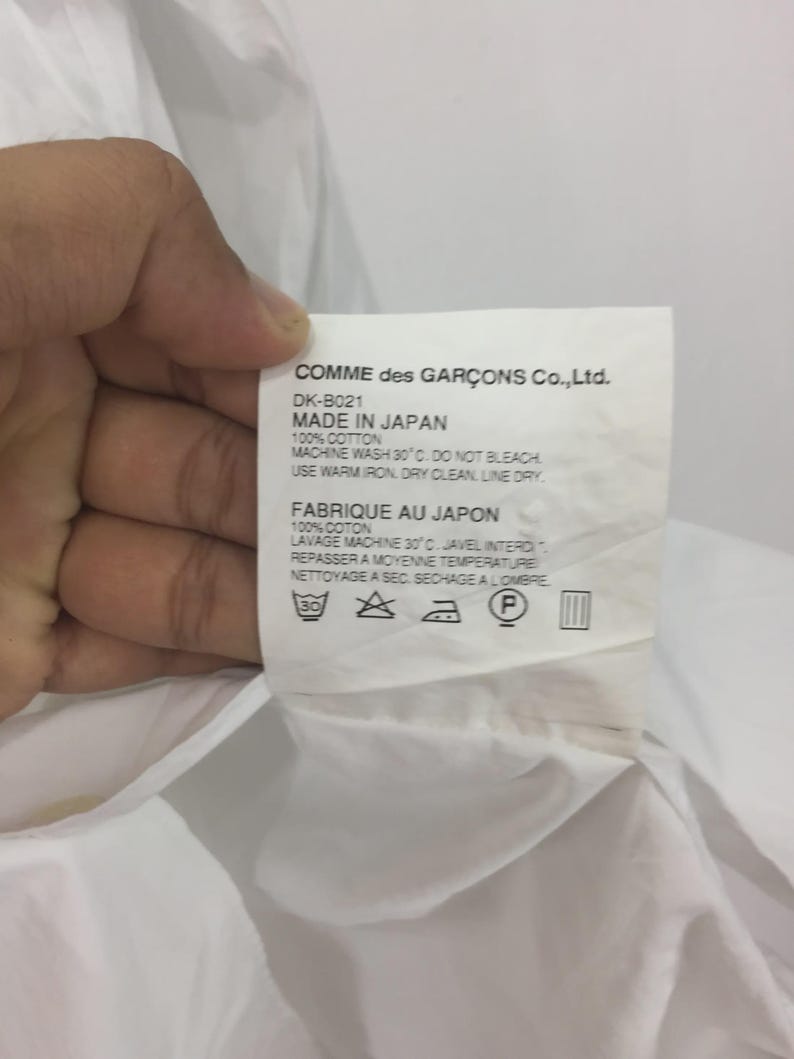 COMME des GARÇONS Co.,Ltd.
DK-B021
MADE IN JAPAN
100% COTTON
MACHINE WASH 30°C. DO NOT BLEACH.
USE WARM IRON. DRY CLEAN. LINE DRY.
FABRIQUE AU JAPON
100% COTON
LAVAGE MACHINE 30°C. JAVEL
REPASSER A MOYENNE TEMPERATURE
NETTOYAGE A SEC. SECHAGE A L'OMBRE.
30
P